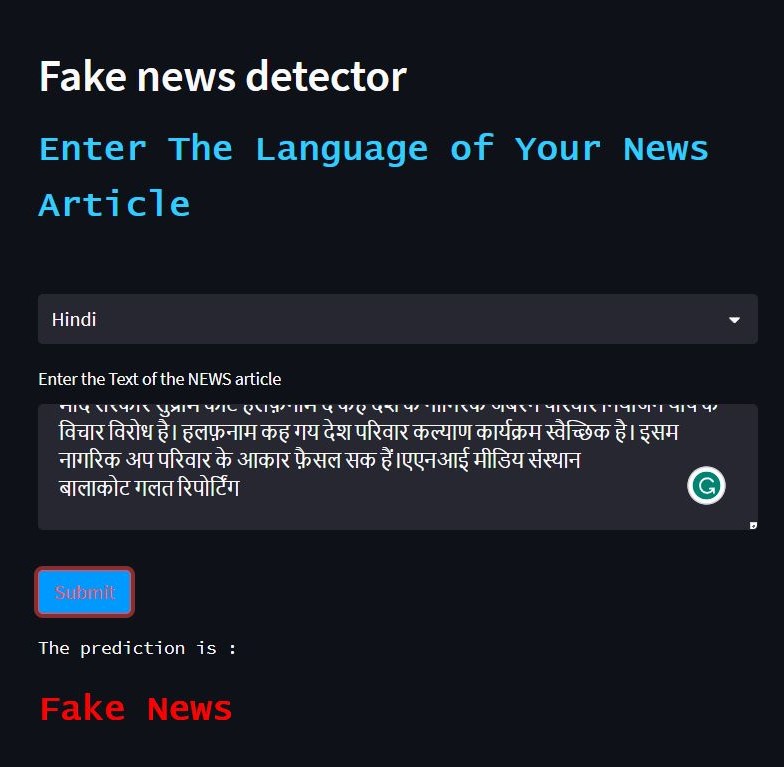 Fake news detector
Enter The Language of Your News
Article
Hindi
Enter the Text of the NEWS article
विचार विरोध है। हलफ़नाम कह गय देश परिवार कल्याण कार्यक्रम स्वैच्छिक है। इसम
नागरिक अप परिवार के आकार फ़ैसल सक हैं।एएनआई मीडिय संस्थान
बालाकोट गलत रिपोर्टिंग
Submit
The prediction is :
Fake News